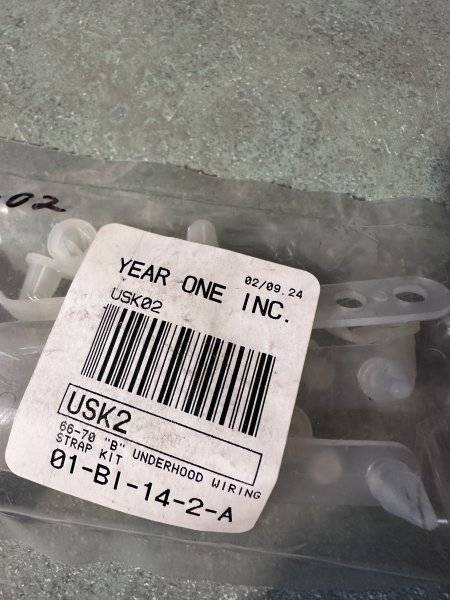 02
YEAR ONE INC.
02/09.24
USK02
USK2
66-70 "B" UNDERHOOD WIRING
STRAP KIT
01-BI-14-2-A